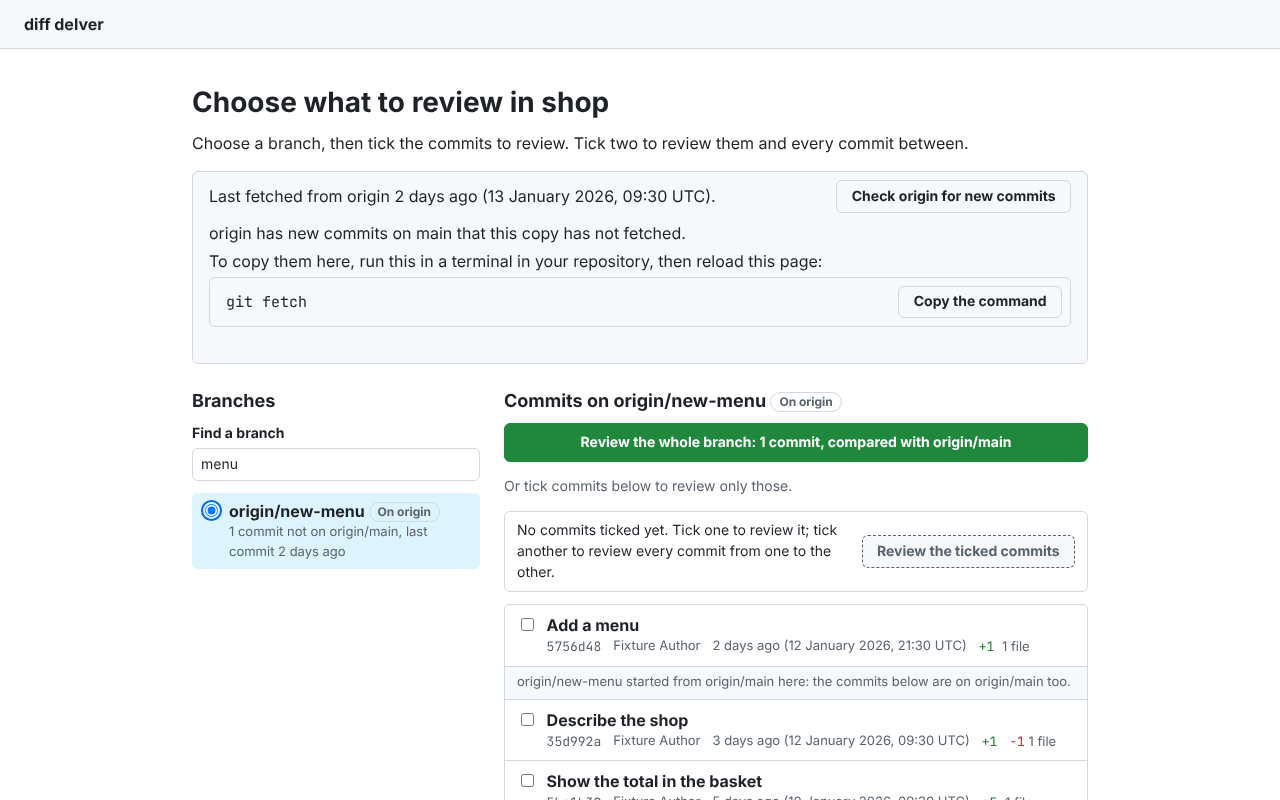 diff delver
Choose what to review in shop
Choose a branch, then tick the commits to review. Tick two to review them and every commit between.
Last fetched from origin 2 days ago (13 January 2026, 09:30 UTC).
Check origin for new commits
origin has new commits on main that this copy has not fetched.
To copy them here, run this in a terminal in your repository, then reload this page:
git fetch
Copy the command
Branches
Find a branch
menu
origin/new-menu On origin
1 commit not on origin/main, last
commit 2 days ago
Commits on origin/new-menu On origin
Review the whole branch: 1 commit, compared with origin/main
Or tick commits below to review only those.
No commits ticked yet. Tick one to review it; tick
another to review every commit from one to the
other.
Review the ticked commits
Add a menu
5756d48 Fixture Author 2 days ago (12 January 2026, 21:30 UTC) +1 1 file
origin/new-menu started from origin/main here: the commits below are on origin/main too.
Describe the shop
35d992a Fixture Author 3 days ago (12 January 2026, 09:30 UTC) +1 -1 1 file
Show the total in the basket